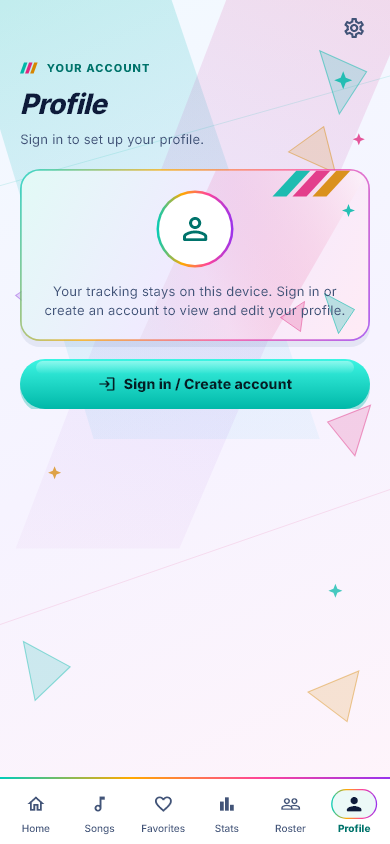 YOUR ACCOUNT
Profile
Sign in to set up your profile.
Your tracking stays on this device. Sign in or
create an account to view and edit your profile.
Sign in / Create account
Home
Songs
Favorites
Stats
Roster
Profile